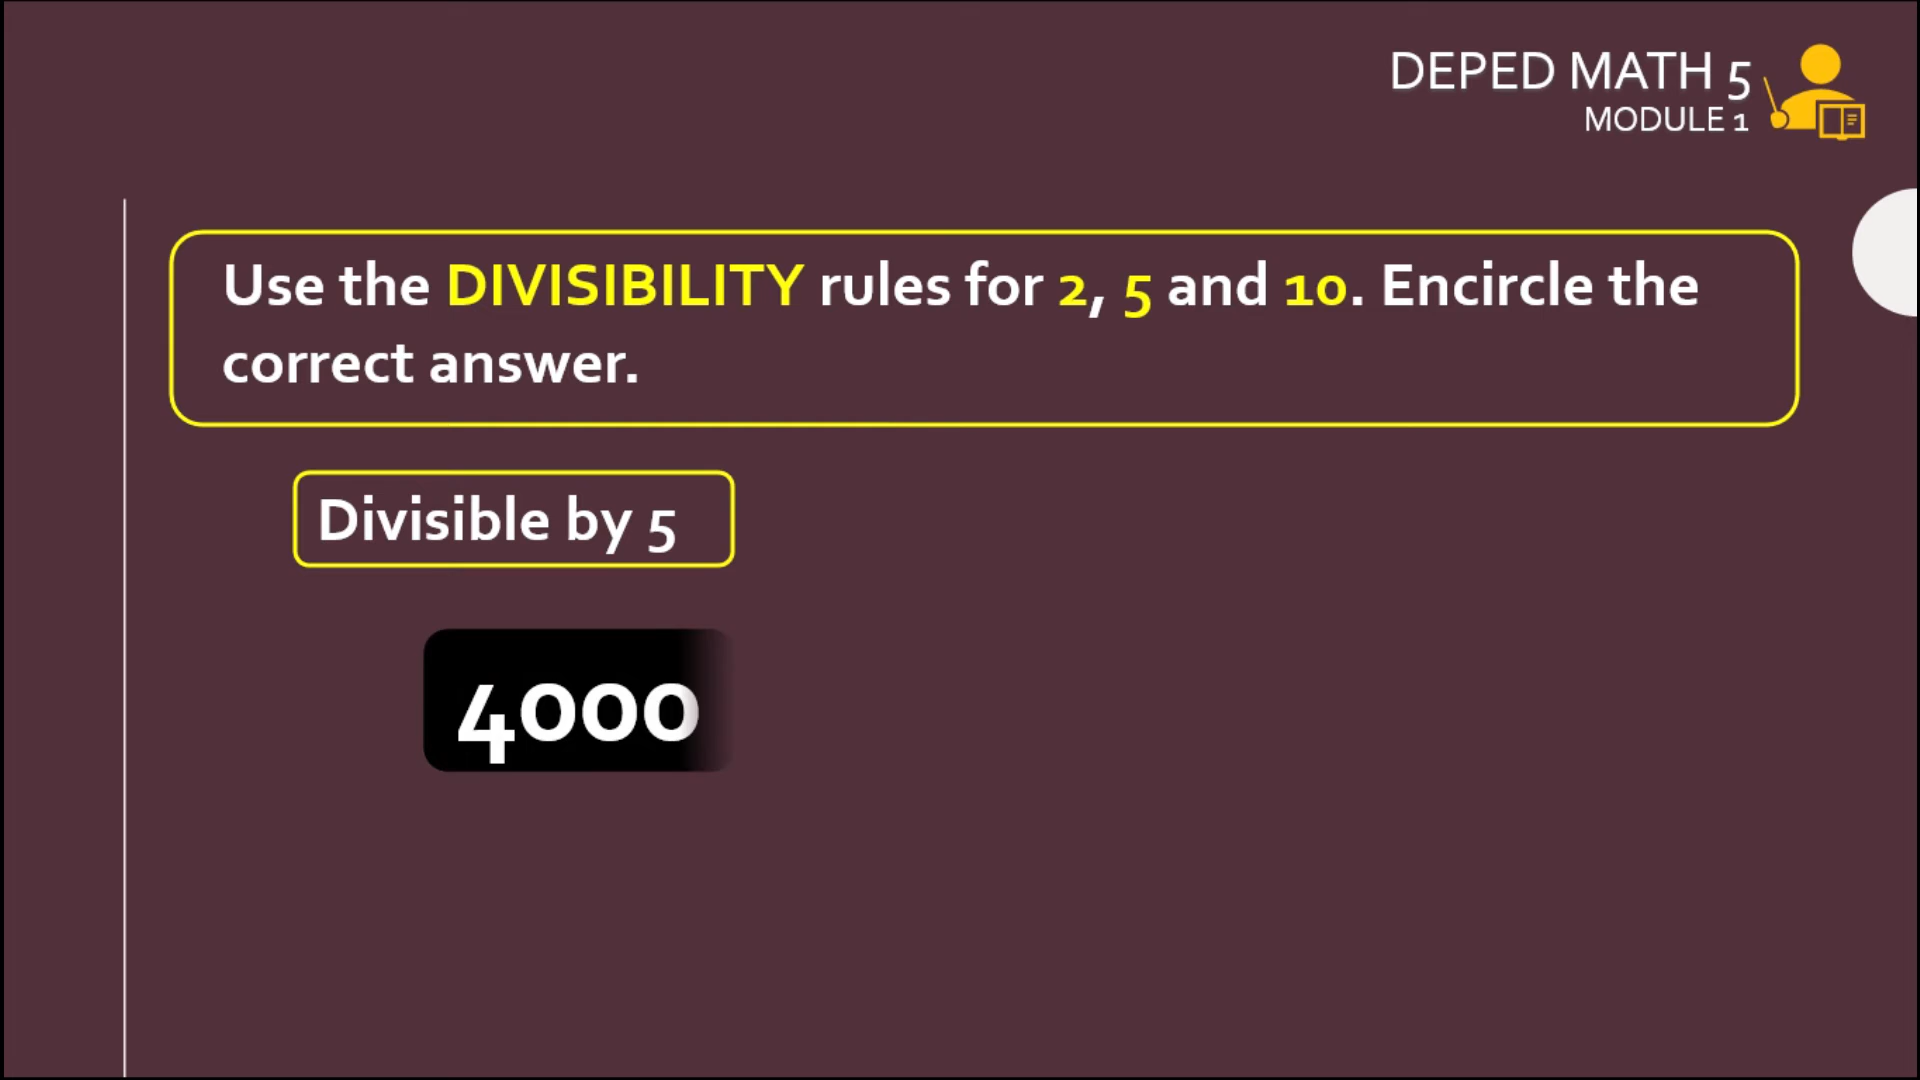 DEPED MATH 5
MODULE 1
Use the DIVISIBILITY rules for 2, 5 and 10. Encircle the
correct answer.
Divisible by 5
4000